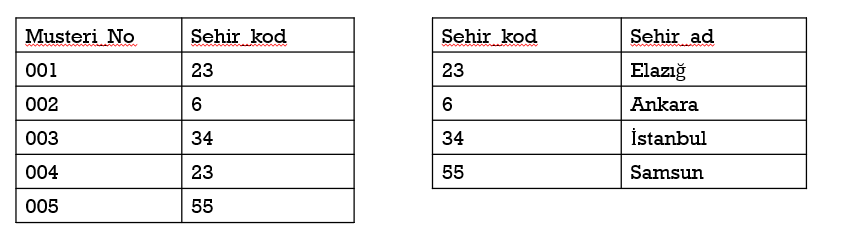 Musteri_No Sehir_kod
001 23
002 6
003 34
004 23
005 55
Sehir_kod Sehir_ad
23 Elazığ
6 Ankara
34 İstanbul
55 Samsun